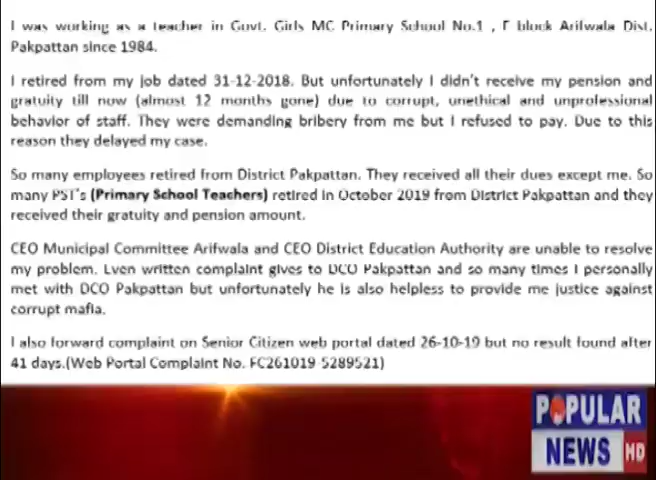 I was working as a teacher in Govt. Girls MC Primary School No.1 , F block Arifwala Dist.
Pakpattan since 1984.
I retired from my job dated 31-12-2018. But unfortunately I didn't receive my pension and
gratuity till now (almost 12 months gone) due to corrupt, unethical and unprofessional
behavior of staff. They were demanding bribery from me but I refused to pay. Due to this
reason they delayed my case.
So many employees retired from District Pakpattan. They received all their dues except me. So
many PST's (Primary School Teachers) retired in October 2019 from District Pakpattan and they
received their gratuity and pension amount.
CEO Municipal Committee Arifwala and CEO District Education Authority are unable to resolve
my problem. Even written complaint gives to DCO Pakpattan and so many times I personally
met with DCO Pakpattan but unfortunately he is also helpless to provide me justice against
corrupt mafia.
I also forward complaint on Senior Citizen web portal dated 26-10-19 but no result found after
41 days.(Web Portal Complaint No. FC261019-5289521)
POPULAR
NEWS HD